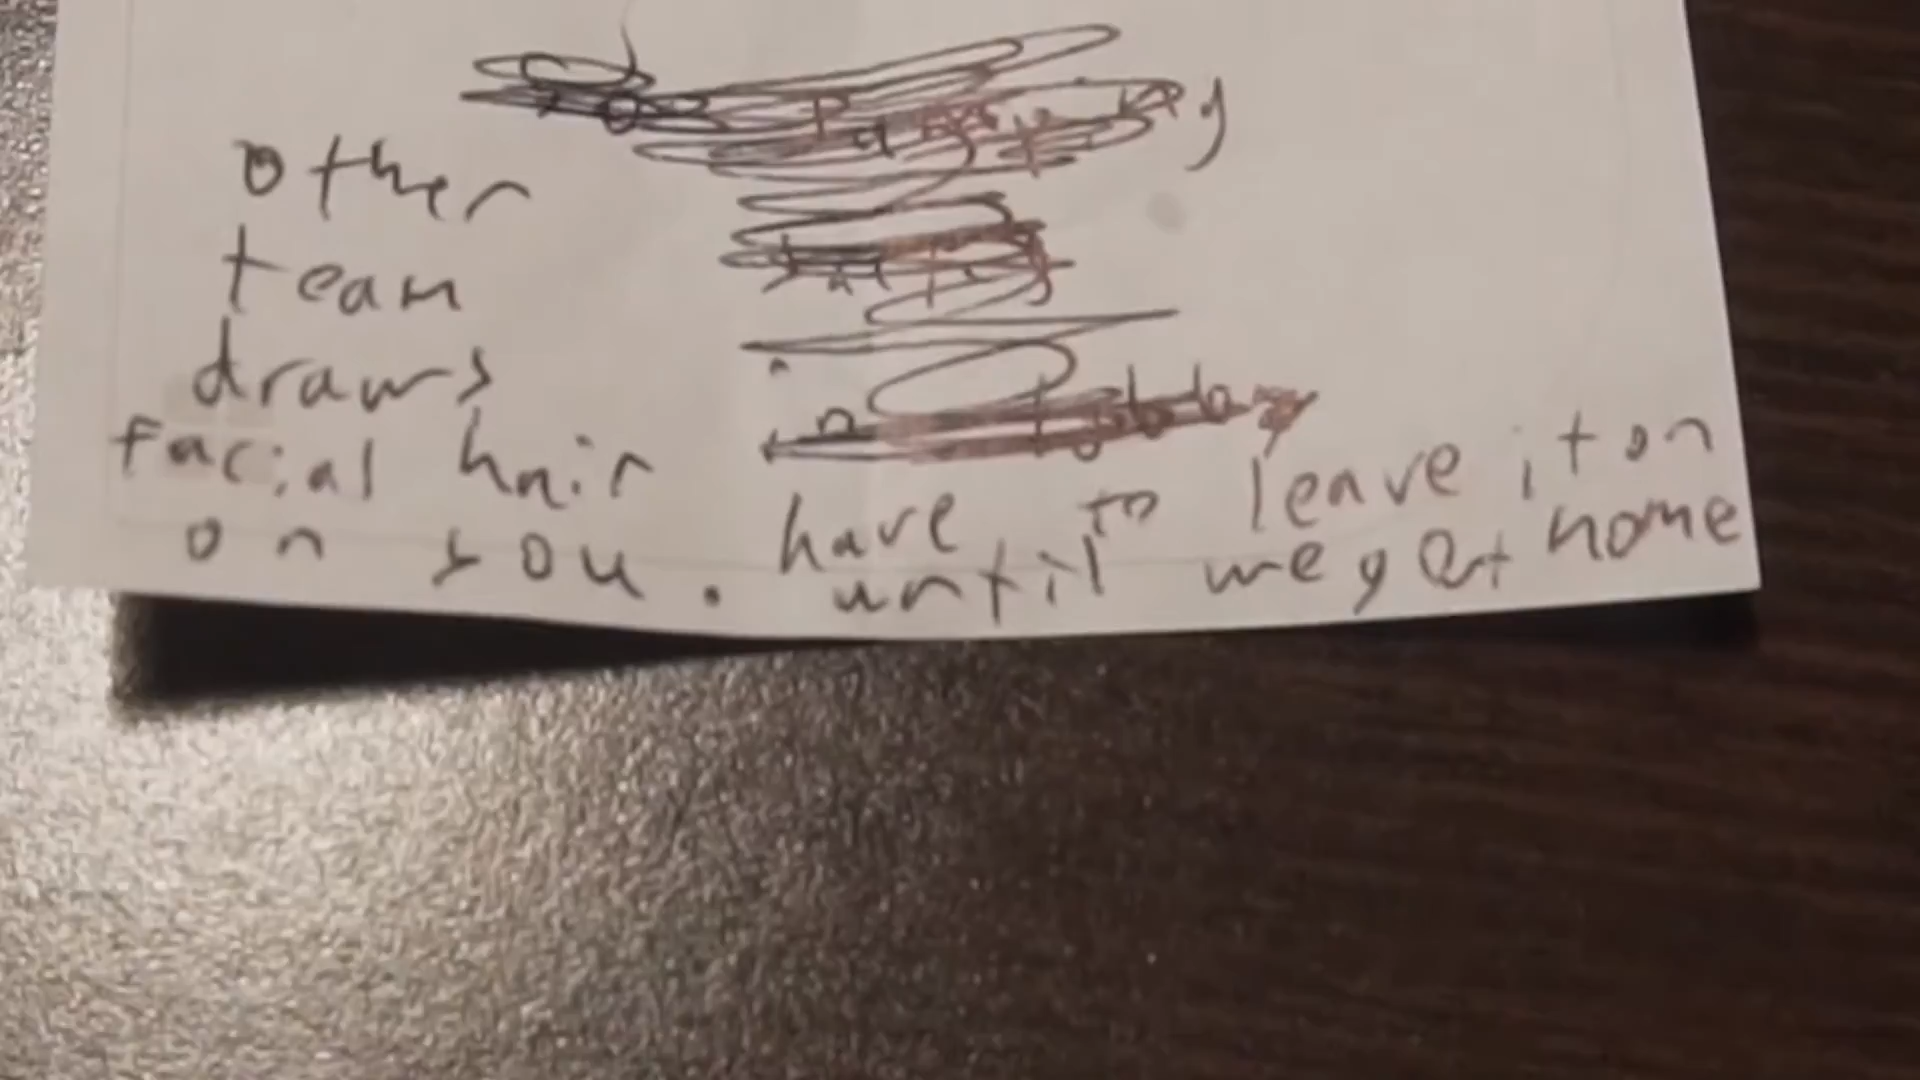 other
team
draws
facial hair
on you. have to leave it on
until we get home